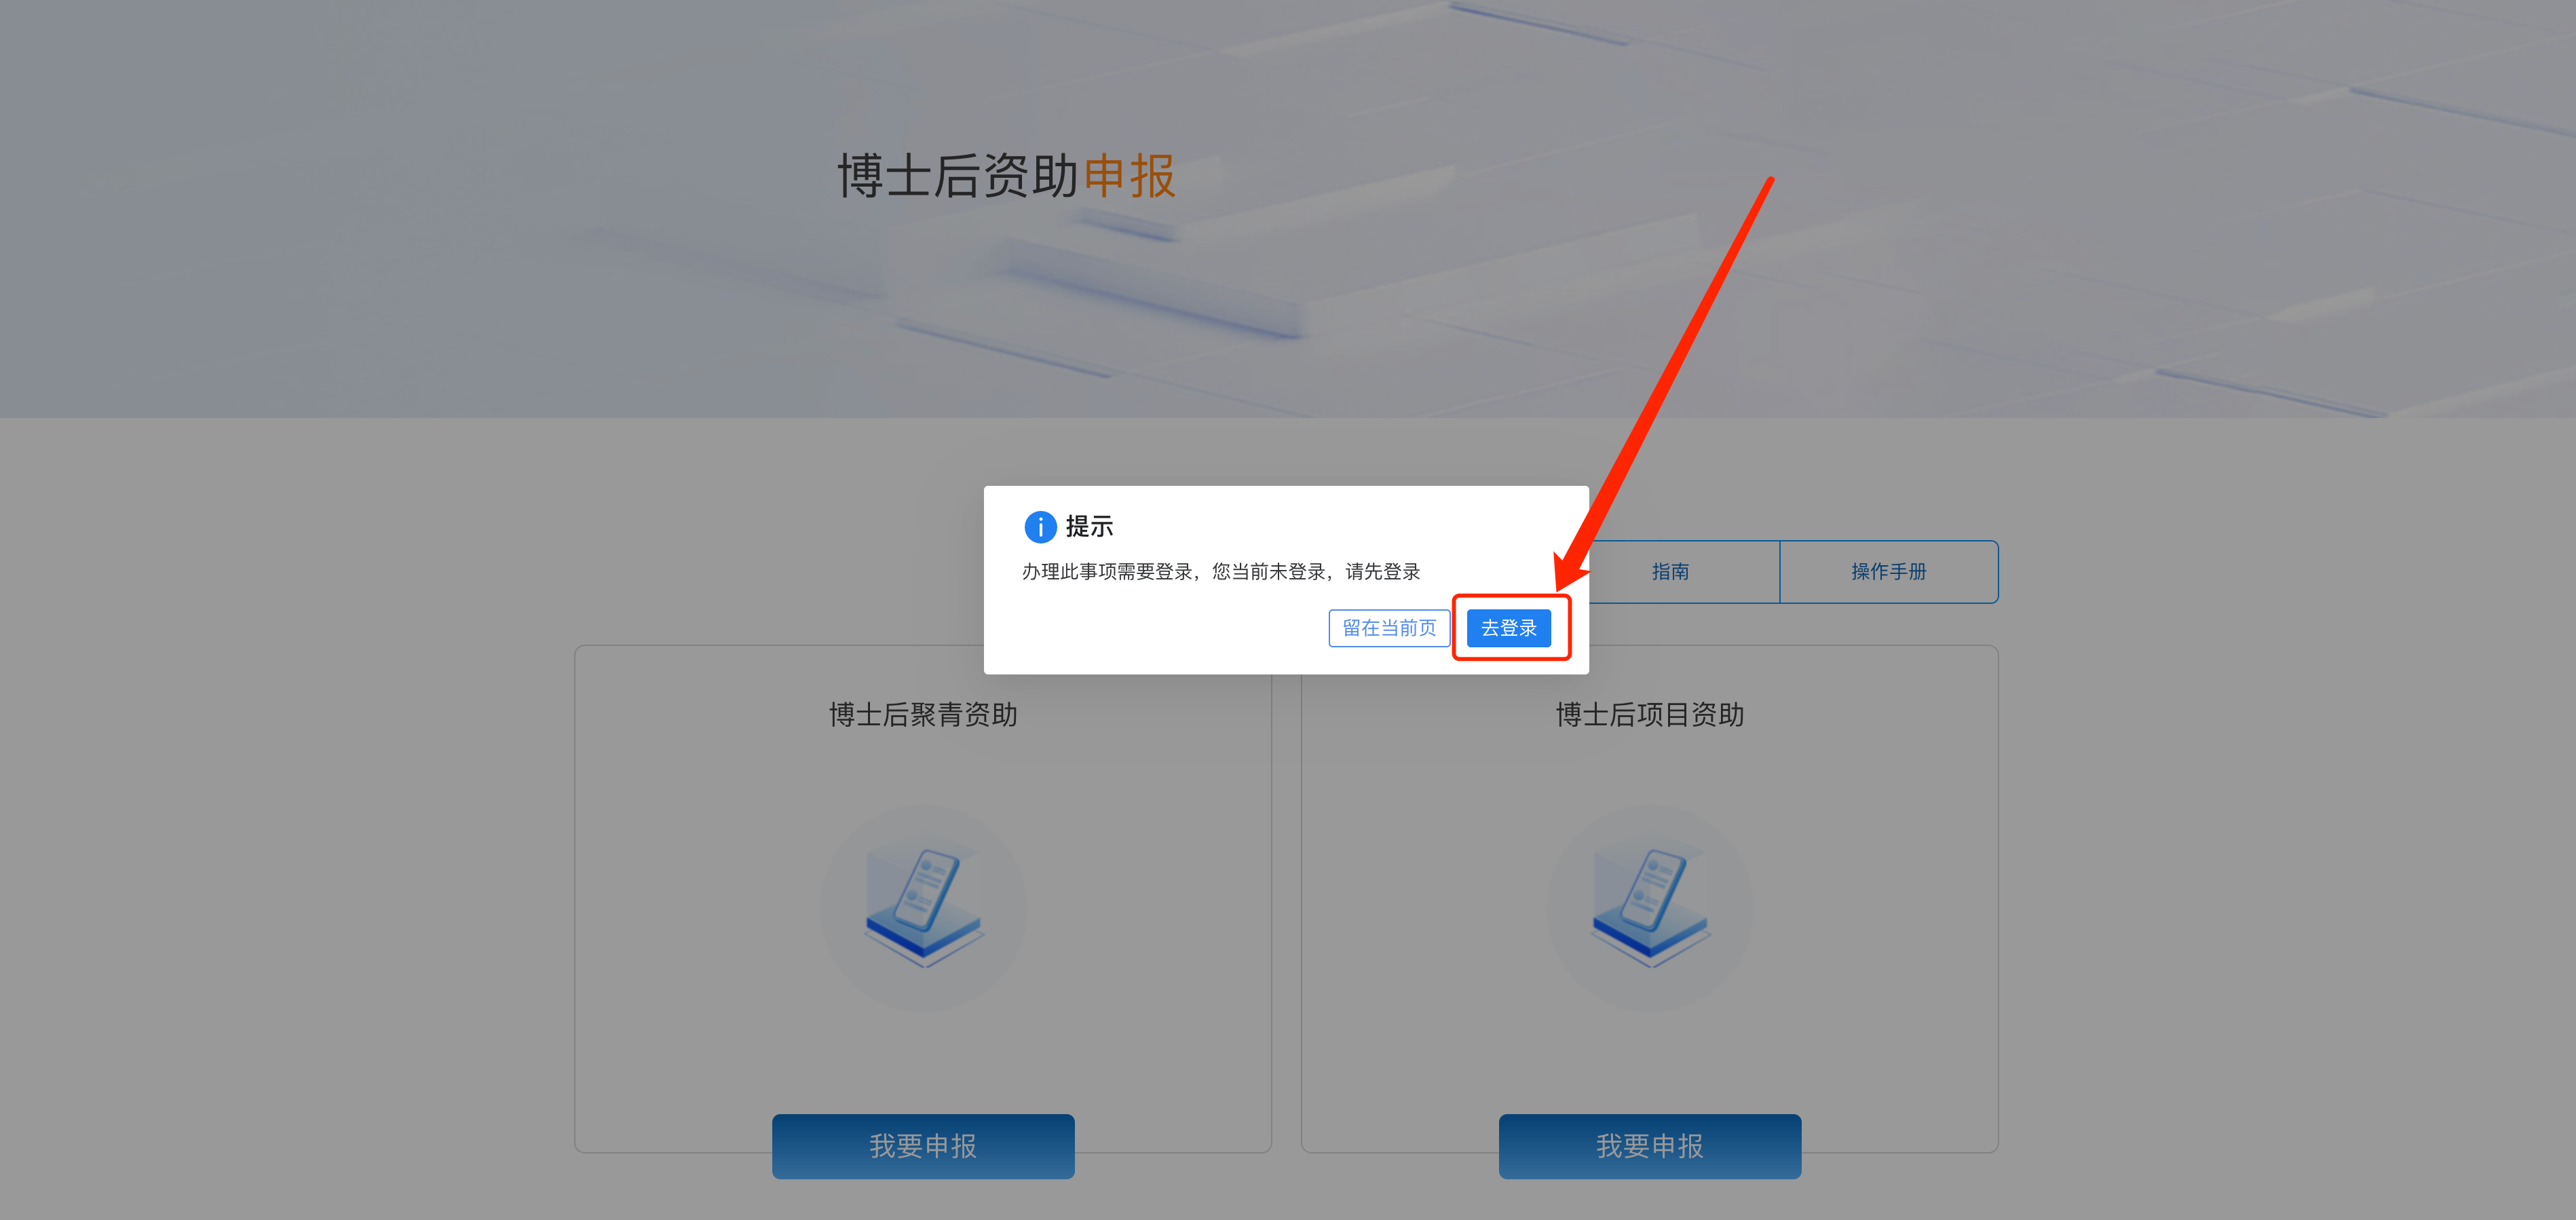 博士后资助申报
提示
办理此事项需要登录，您当前未登录，请先登录
留在当前页
去登录
指南
操作手册
博士后聚青资助
博士后项目资助
我要申报
我要申报